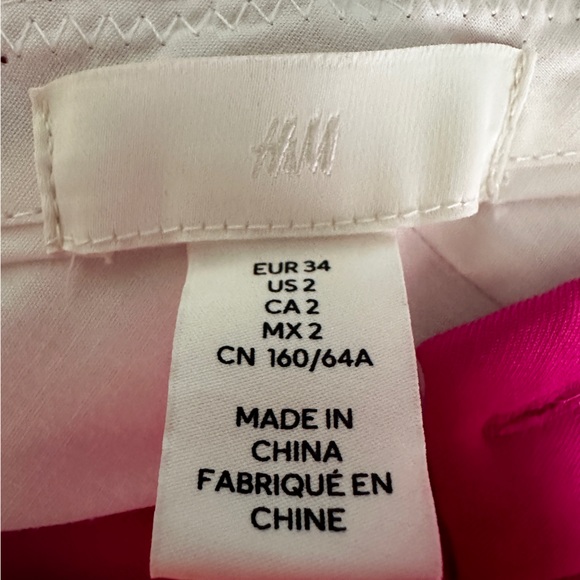 H&M
EUR 34
US 2
CA 2
MX 2
CN 160/64A
MADE IN
CHINA
FABRIQUÉ EN
CHINE